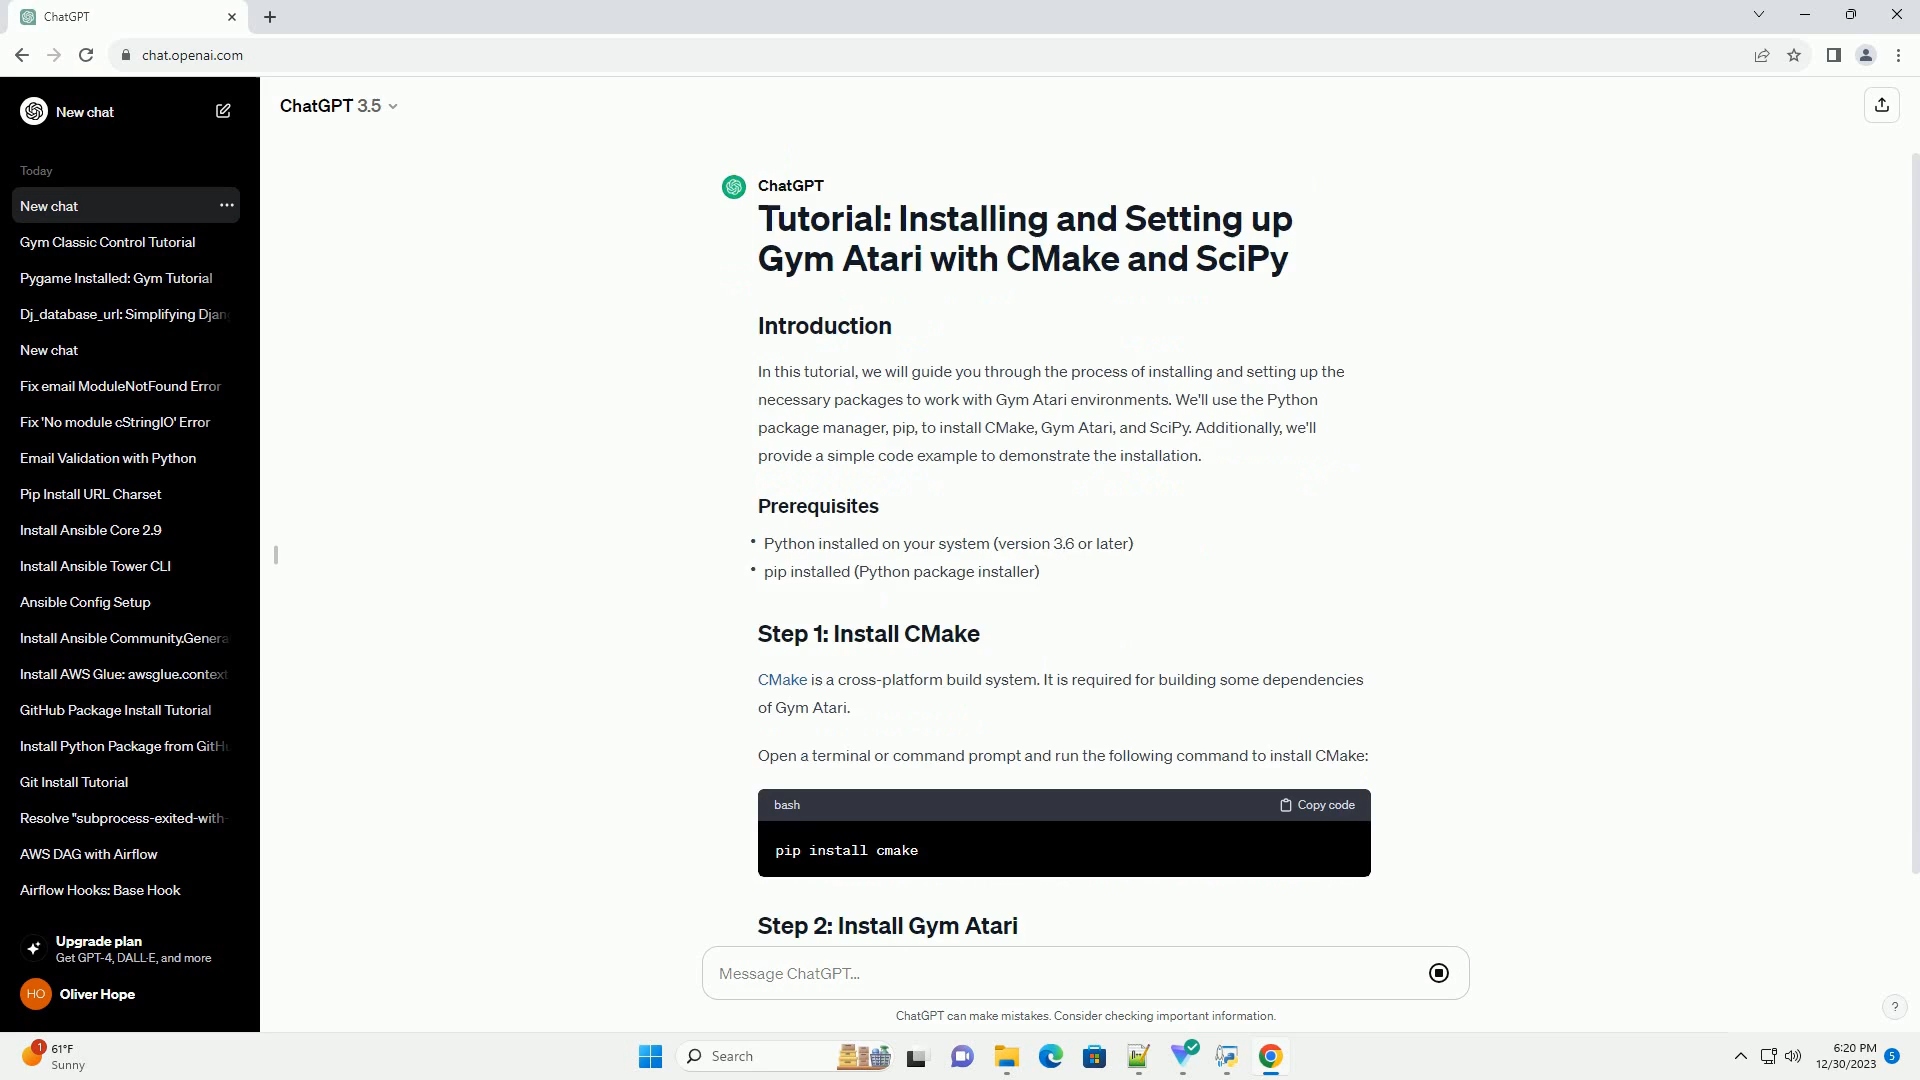 ChatGPT
chat.openai.com
New chat
Today
New chat
Gym Classic Control Tutorial
Pygame Installed: Gym Tutorial
Dj_database_url: Simplifying Djan
New chat
Fix email ModuleNotFound Error
Fix 'No module cStringIO' Error
Email Validation with Python
Pip Install URL Charset
Install Ansible Core 2.9
Install Ansible Tower CLI
Ansible Config Setup
Install Ansible Community.Genera
Install AWS Glue: awsglue.context
GitHub Package Install Tutorial
Install Python Package from GitHu
Git Install Tutorial
Resolve "subprocess-exited-with-
AWS DAG with Airflow
Airflow Hooks: Base Hook
Upgrade plan
Get GPT-4, DALL·E, and more
HO
Oliver Hope
ChatGPT 3.5
ChatGPT
Tutorial: Installing and Setting up
Gym Atari with CMake and SciPy
Introduction
In this tutorial, we will guide you through the process of installing and setting up the
necessary packages to work with Gym Atari environments. We'll use the Python
package manager, pip, to install CMake, Gym Atari, and SciPy. Additionally, we'll
provide a simple code example to demonstrate the installation.
Prerequisites
• Python installed on your system (version 3.6 or later)
• pip installed (Python package installer)
Step 1: Install CMake
CMake is a cross-platform build system. It is required for building some dependencies
of Gym Atari.
Open a terminal or command prompt and run the following command to install CMake:
bash
Copy code
pip install cmake
Step 2: Install Gym Atari
Message ChatGPT...
ChatGPT can make mistakes. Consider checking important information.
?
1
61°F
Sunny
Search
6:20 PM
12/30/2023
5